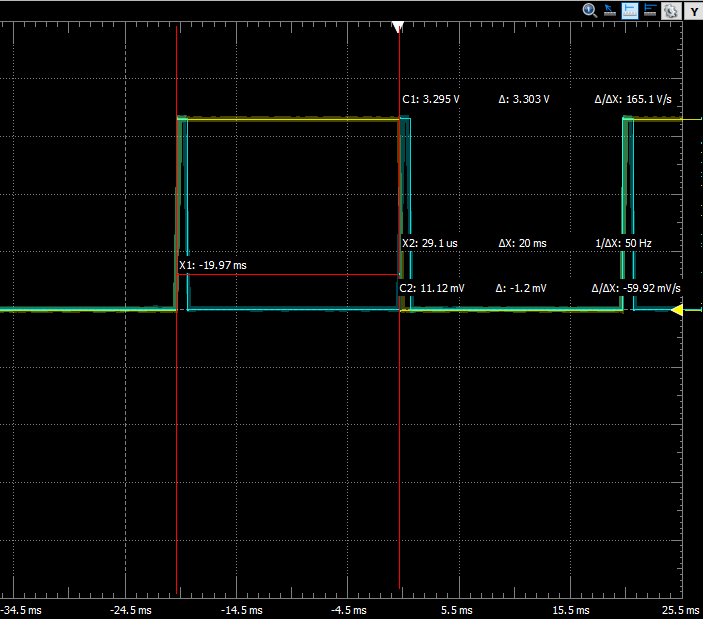 Y
C1: 3.295 V Δ: 3.303 V Δ/ΔX: 165.1 V/s
X2: 29.1 us ΔX: 20 ms 1/ΔX: 50 Hz
X1: -19.97 ms
C2: 11.12 mV Δ: -1.2 mV Δ/ΔX: -59.92 mV/s
-34.5 ms -24.5 ms -14.5 ms -4.5 ms 5.5 ms 15.5 ms 25.5 ms